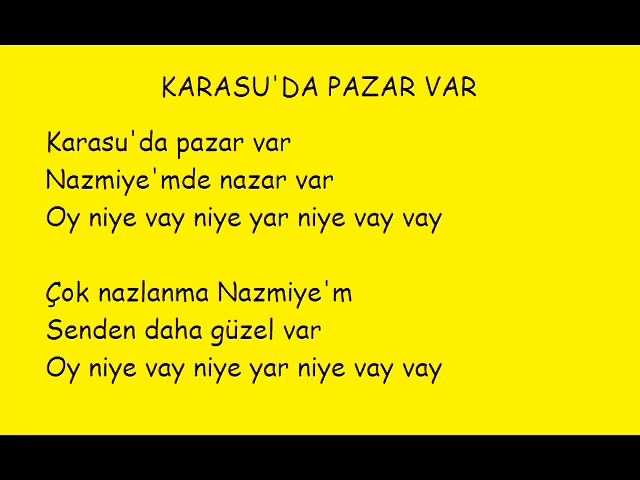 KARASU'DA PAZAR VAR
Karasu'da pazar var
Nazmiye'mde nazar var
Oy niye vay niye yar niye vay vay
Çok nazlanma Nazmiye'm
Senden daha güzel var
Oy niye vay niye yar niye vay vay